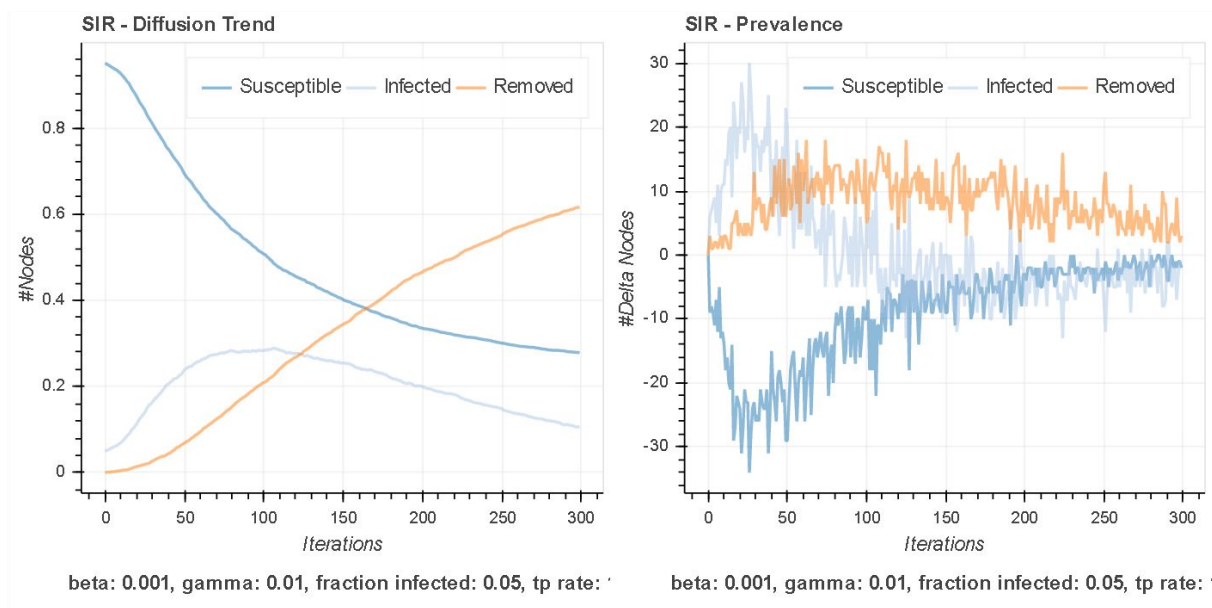 SIR - Diffusion Trend
Susceptible Infected Removed
#Nodes
0.8
0.6
0.4
0.2
0
0 50 100 150 200 250 300
Iterations
beta: 0.001, gamma: 0.01, fraction infected: 0.05, tp rate:
SIR - Prevalence
Susceptible Infected Removed
#Delta Nodes
30
20
10
0
-10
-20
-30
0 50 100 150 200 250 300
Iterations
beta: 0.001, gamma: 0.01, fraction infected: 0.05, tp rate: